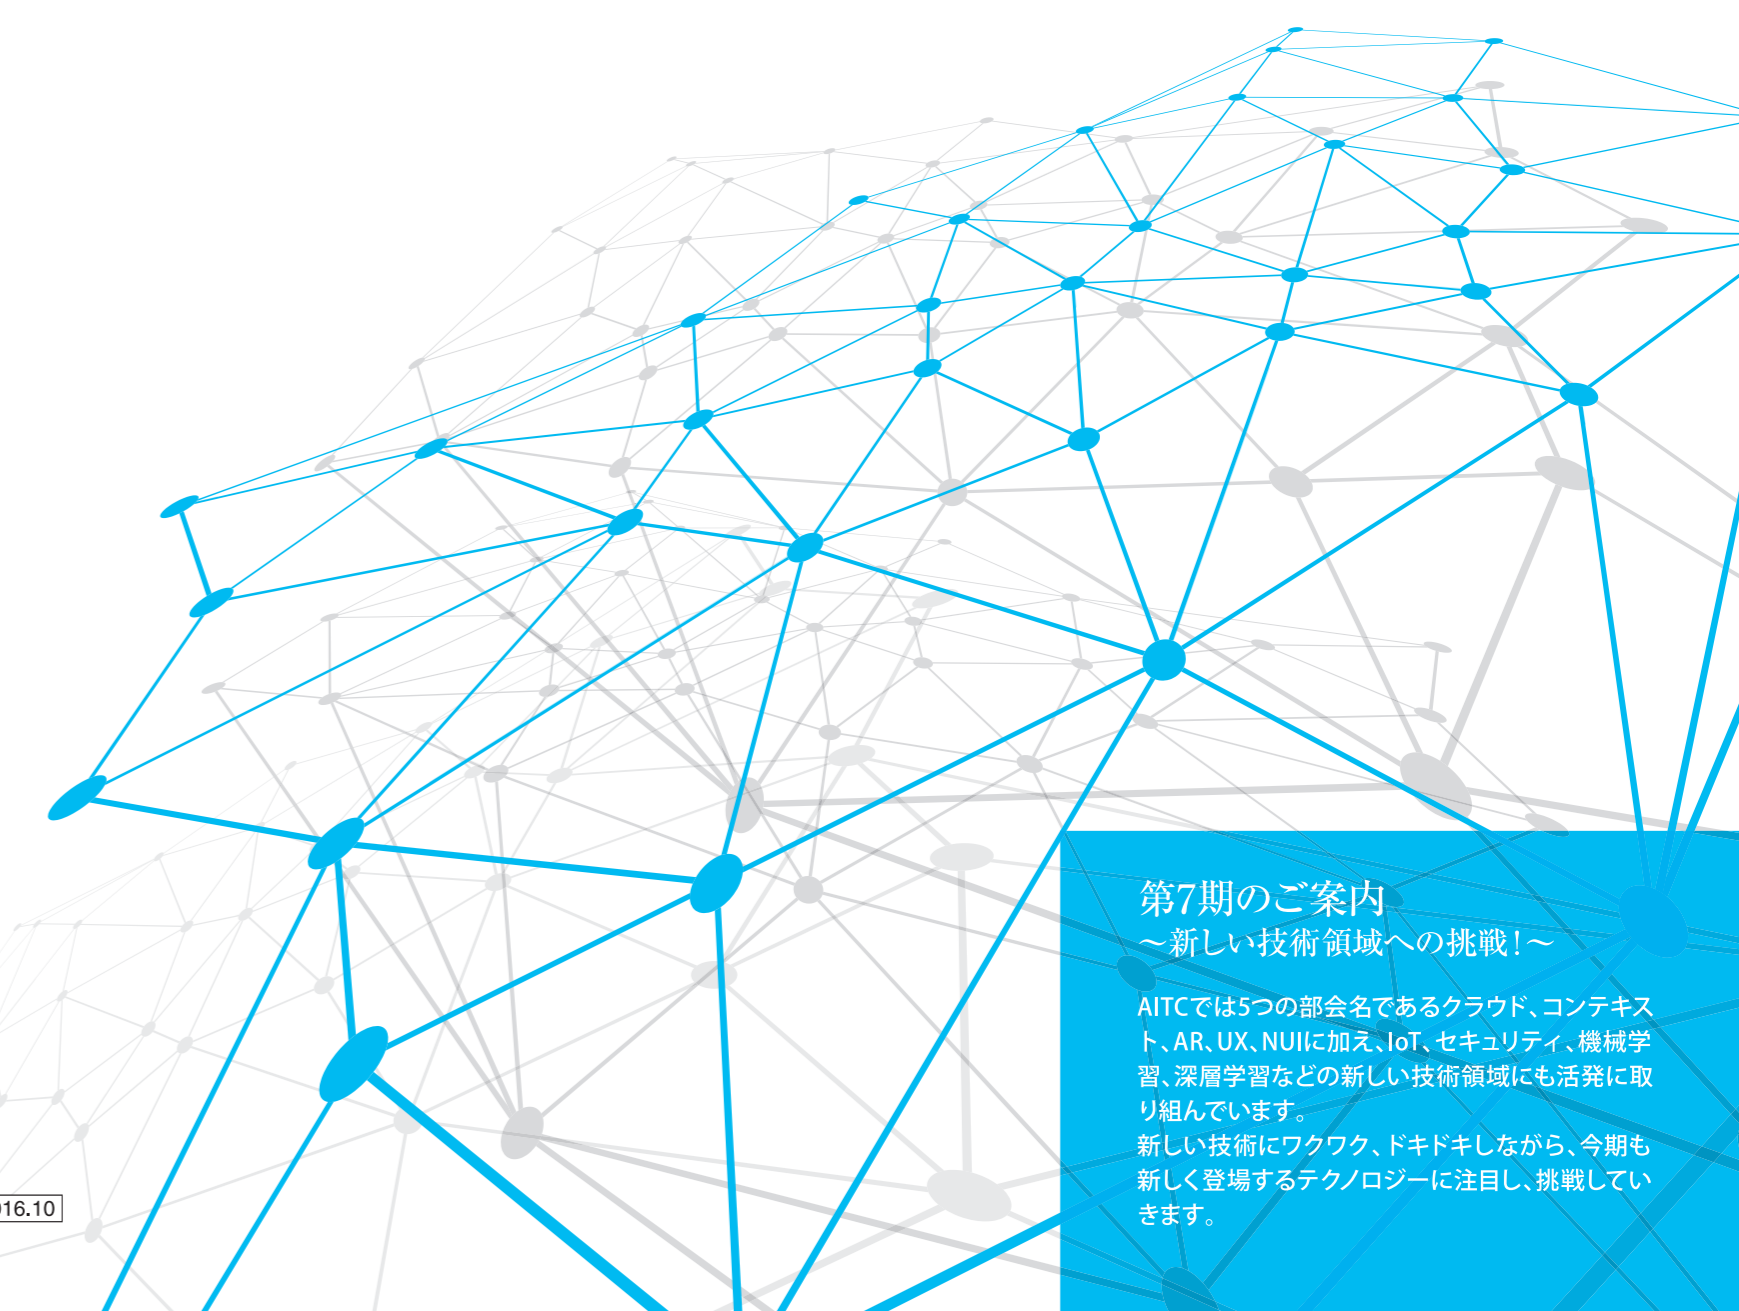 第7期のご案内
～新しい技術領域への挑戦！～
AITCでは5つの部会名であるクラウド、コンテキス
ト、AR、UX、NUIに加え、IoT、セキュリティ、機械学
習、深層学習などの新しい技術領域にも活発に取
り組んでいます。
新しい技術にワクワク、ドキドキしながら、今期も
新しく登場するテクノロジーに注目し、挑戦してい
きます。
16.10